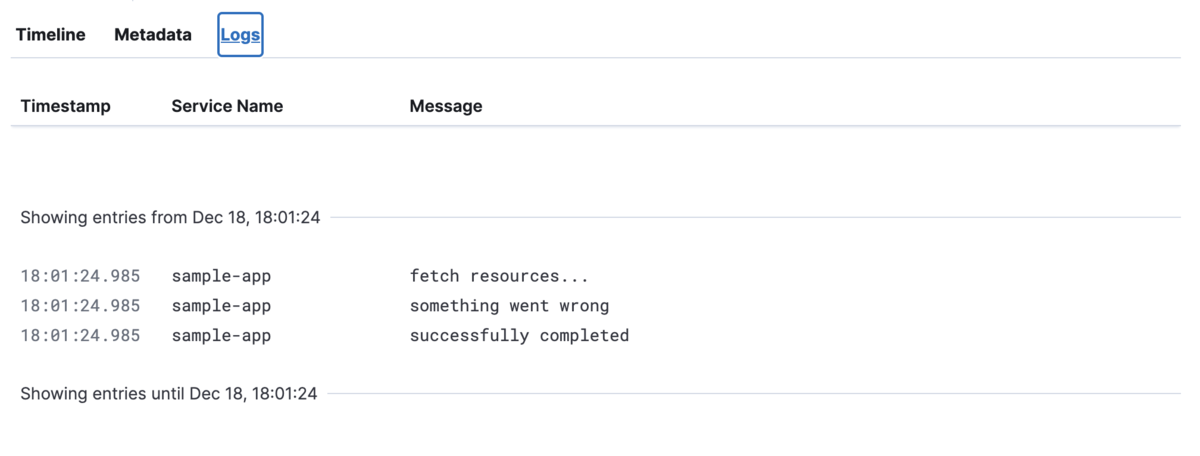 Timeline Metadata Logs
Timestamp Service Name Message
Showing entries from Dec 18, 18:01:24
18:01:24.985 sample-app fetch resources...
18:01:24.985 sample-app something went wrong
18:01:24.985 sample-app successfully completed
Showing entries until Dec 18, 18:01:24